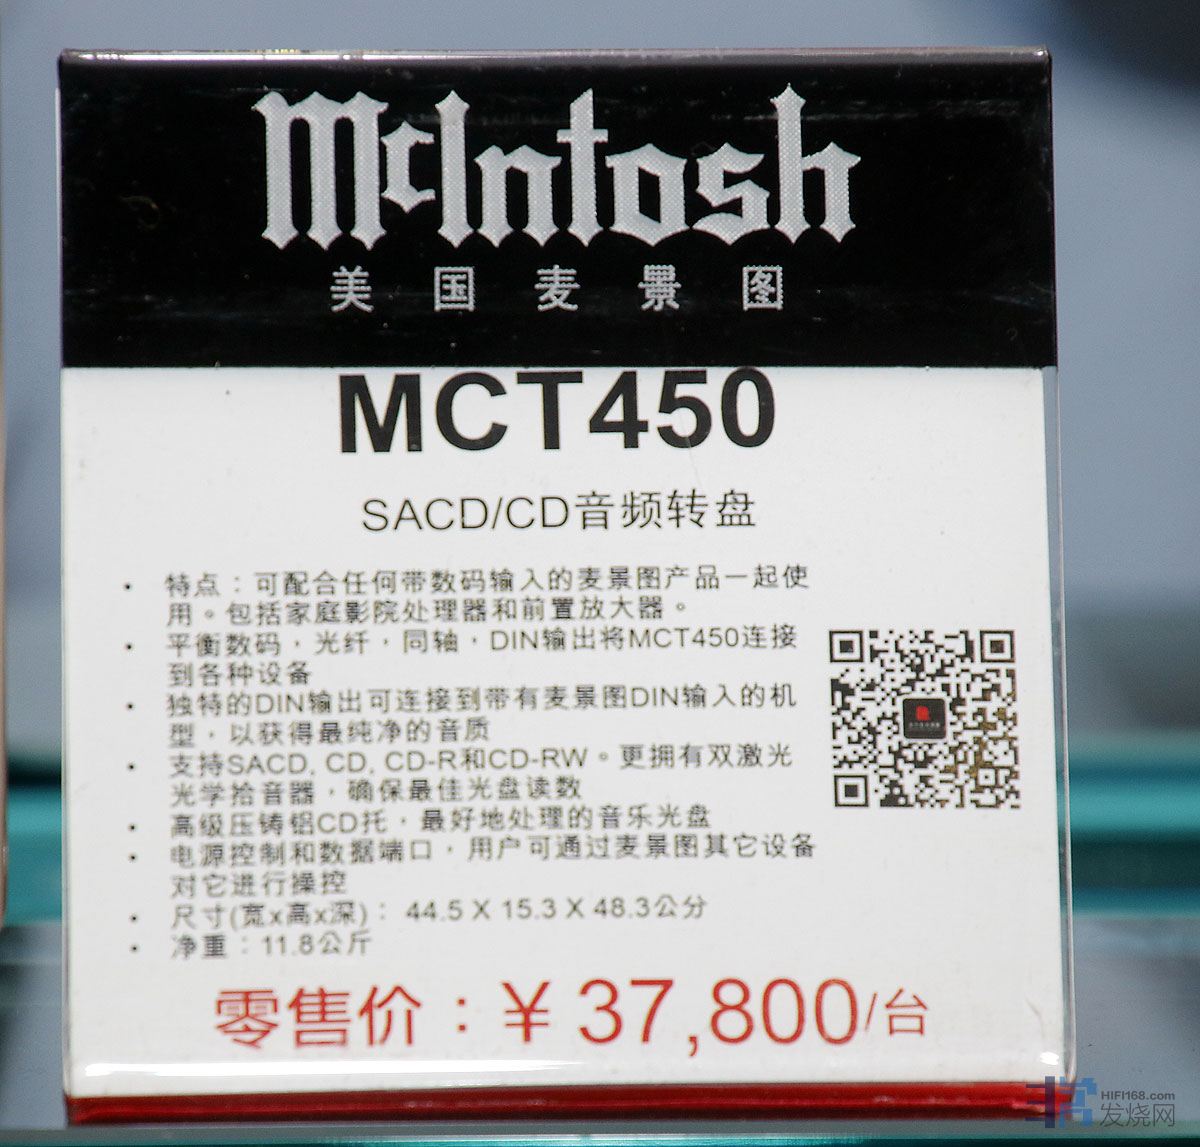 McIntosh
美国麦景图
MCT450
SACD/CD音频转盘
• 特点：可配合任何带数码输入的麦景图产品一起使
用。包括家庭影院处理器和前置放大器。
• 平衡数码，光纤，同轴，DIN输出将MCT450连接
到各种设备
• 独特的DIN输出可连接到带有麦景图DIN输入的机
型，以获得最纯净的音质
• 支持SACD, CD, CD-R和CD-RW。更拥有双激光
光学拾音器，确保最佳光盘读数
• 高级压铸铝CD托，最好地处理的音乐光盘
• 电源控制和数据端口，用户可通过麦景图其它设备
对它进行操控
• 尺寸(宽x高x深)： 44.5 X 15.3 X 48.3公分
• 净重：11.8公斤
零售价：￥37,800/台
HIFI168.com
发烧网